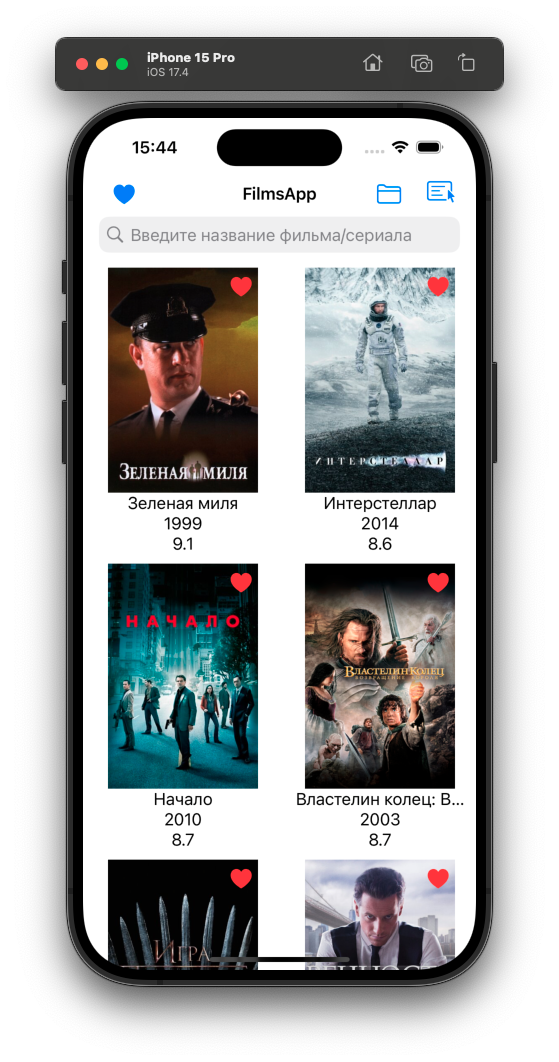 iPhone 15 Pro
iOS 17.4
15:44
FilmsApp
Введите название фильма/сериала
ЗЕЛЕНАЯ МИЛЯ
ИНТЕРСТЕЛЛАР
Зеленая миля
Интерстеллар
1999
2014
9.1
8.6
НАЧАЛО
ВЛАСТЕЛИН КОЛЕЦ
ВОЗВРАЩЕНИЕ КОРОЛЯ
Начало
Властелин колец: В...
2010
2003
8.7
8.7
ИГРА